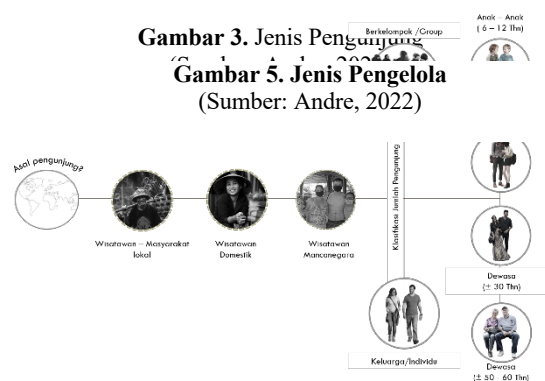 Anak – Anak
( 6 – 12 Thn)
Berkelompok /Group
Gambar 3. Jenis Pengunjung
Gambar 5. Jenis Pengelola
(Sumber: Andre, 2022)
Asal pengunjung?
Klasifikasi Jumlah Pengunjung
Wisatawan – Masyarakat
lokal
Wisatawan
Domestik
Wisatawan
Mancanegara
Dewasa
(± 30 Thn)
Keluarga/Individu
Dewasa
(± 50 - 60 Thn)